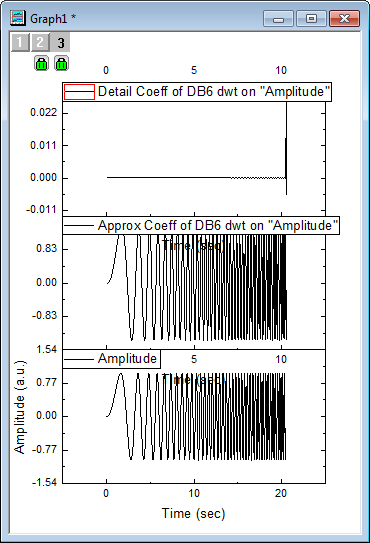 Graph1 *
1 2 3
0 5 10
Detail Coeff of DB6 dwt on "Amplitude"
0.022
0.011
0.000
-0.011
Approx Coeff of DB6 dwt on "Amplitude"
Time (sec)
0.83
0.00
-0.83
1.54
Amplitude
5 10
Time (sec)
0.77
0.00
-0.77
-1.54
Amplitude (a.u.)
0 10 20
Time (sec)